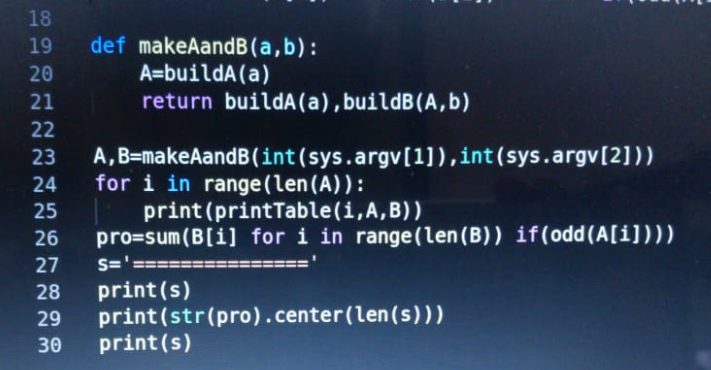 18
19 def makeAandB(a,b):
20 A=buildA(a)
21 return buildA(a),buildB(A,b)
22
23 A,B=makeAandB(int(sys.argv[1]),int(sys.argv[2]))
24 for i in range(len(A)):
25 print(printTable(i,A,B))
26 pro=sum(B[i] for i in range(len(B)) if(odd(A[i])))
27 s='==============='
28 print(s)
29 print(str(pro).center(len(s)))
30 print(s)